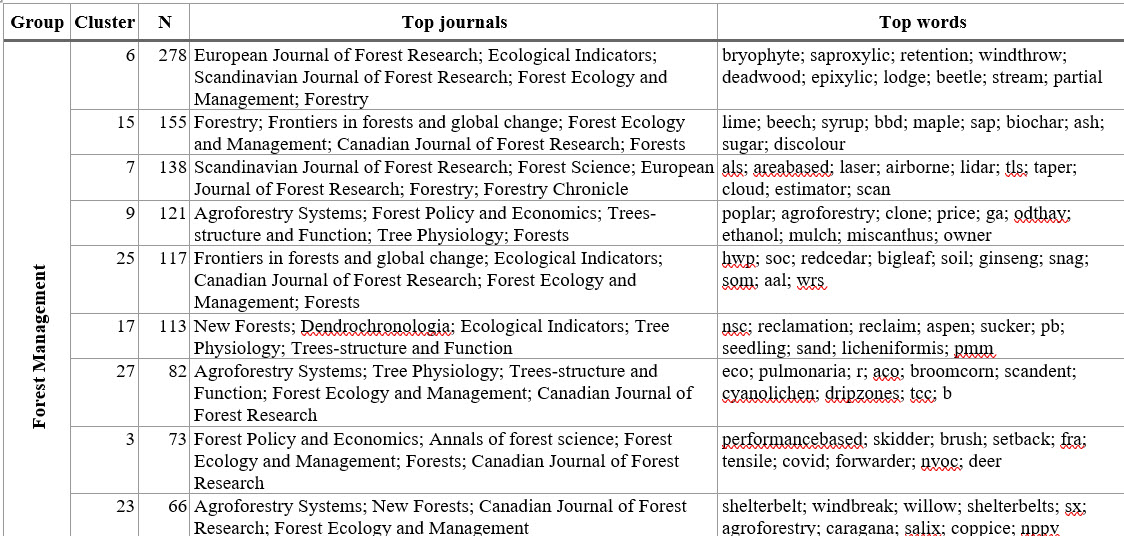 Group Cluster N Top journals Top words
Forest Management
6 278 European Journal of Forest Research; Ecological Indicators; bryophyte; saproxylic; retention; windthrow;
Scandinavian Journal of Forest Research; Forest Ecology and deadwood; epixylic; lodge; beetle; stream; partial
Management; Forestry
15 155 Forestry; Frontiers in forests and global change; Forest Ecology lime; beech; syrup; bbd; maple; sap; biochar; ash;
and Management; Canadian Journal of Forest Research; Forests sugar; discolour
7 138 Scandinavian Journal of Forest Research; Forest Science; European als; areabased; laser; airborne; lidar; tls; taper;
Journal of Forest Research; Forestry; Forestry Chronicle cloud; estimator; scan
9 121 Agroforestry Systems; Forest Policy and Economics; Trees- poplar; agroforestry; clone; price; ga; odthay;
structure and Function; Tree Physiology; Forests ethanol; mulch; miscanthus; owner
25 117 Frontiers in forests and global change; Ecological Indicators; hwp; soc; redcedar; bigleaf; soil; ginseng; snag;
Canadian Journal of Forest Research; Forest Ecology and som; aal; wrs
Management; Forests
17 113 New Forests; Dendrochronologia; Ecological Indicators; Tree nsc; reclamation; reclaim; aspen; sucker; pb;
Physiology; Trees-structure and Function seedling; sand; licheniformis; pmm
27 82 Agroforestry Systems; Tree Physiology; Trees-structure and eco; pulmonaria; r; aco; broomcorn; scandent;
Function; Forest Ecology and Management; Canadian Journal of cyanolichen; dripzones; tcc; b
Forest Research
3 73 Forest Policy and Economics; Annals of forest science; Forest performancebased; skidder; brush; setback; fra;
Ecology and Management; Forests; Canadian Journal of Forest tensile; covid; forwarder; nvoc; deer
Research
23 66 Agroforestry Systems; New Forests; Canadian Journal of Forest shelterbelt; windbreak; willow; shelterbelts; sx;
Research; Forest Ecology and Management agroforestry; caragana; salix; coppice; nppy